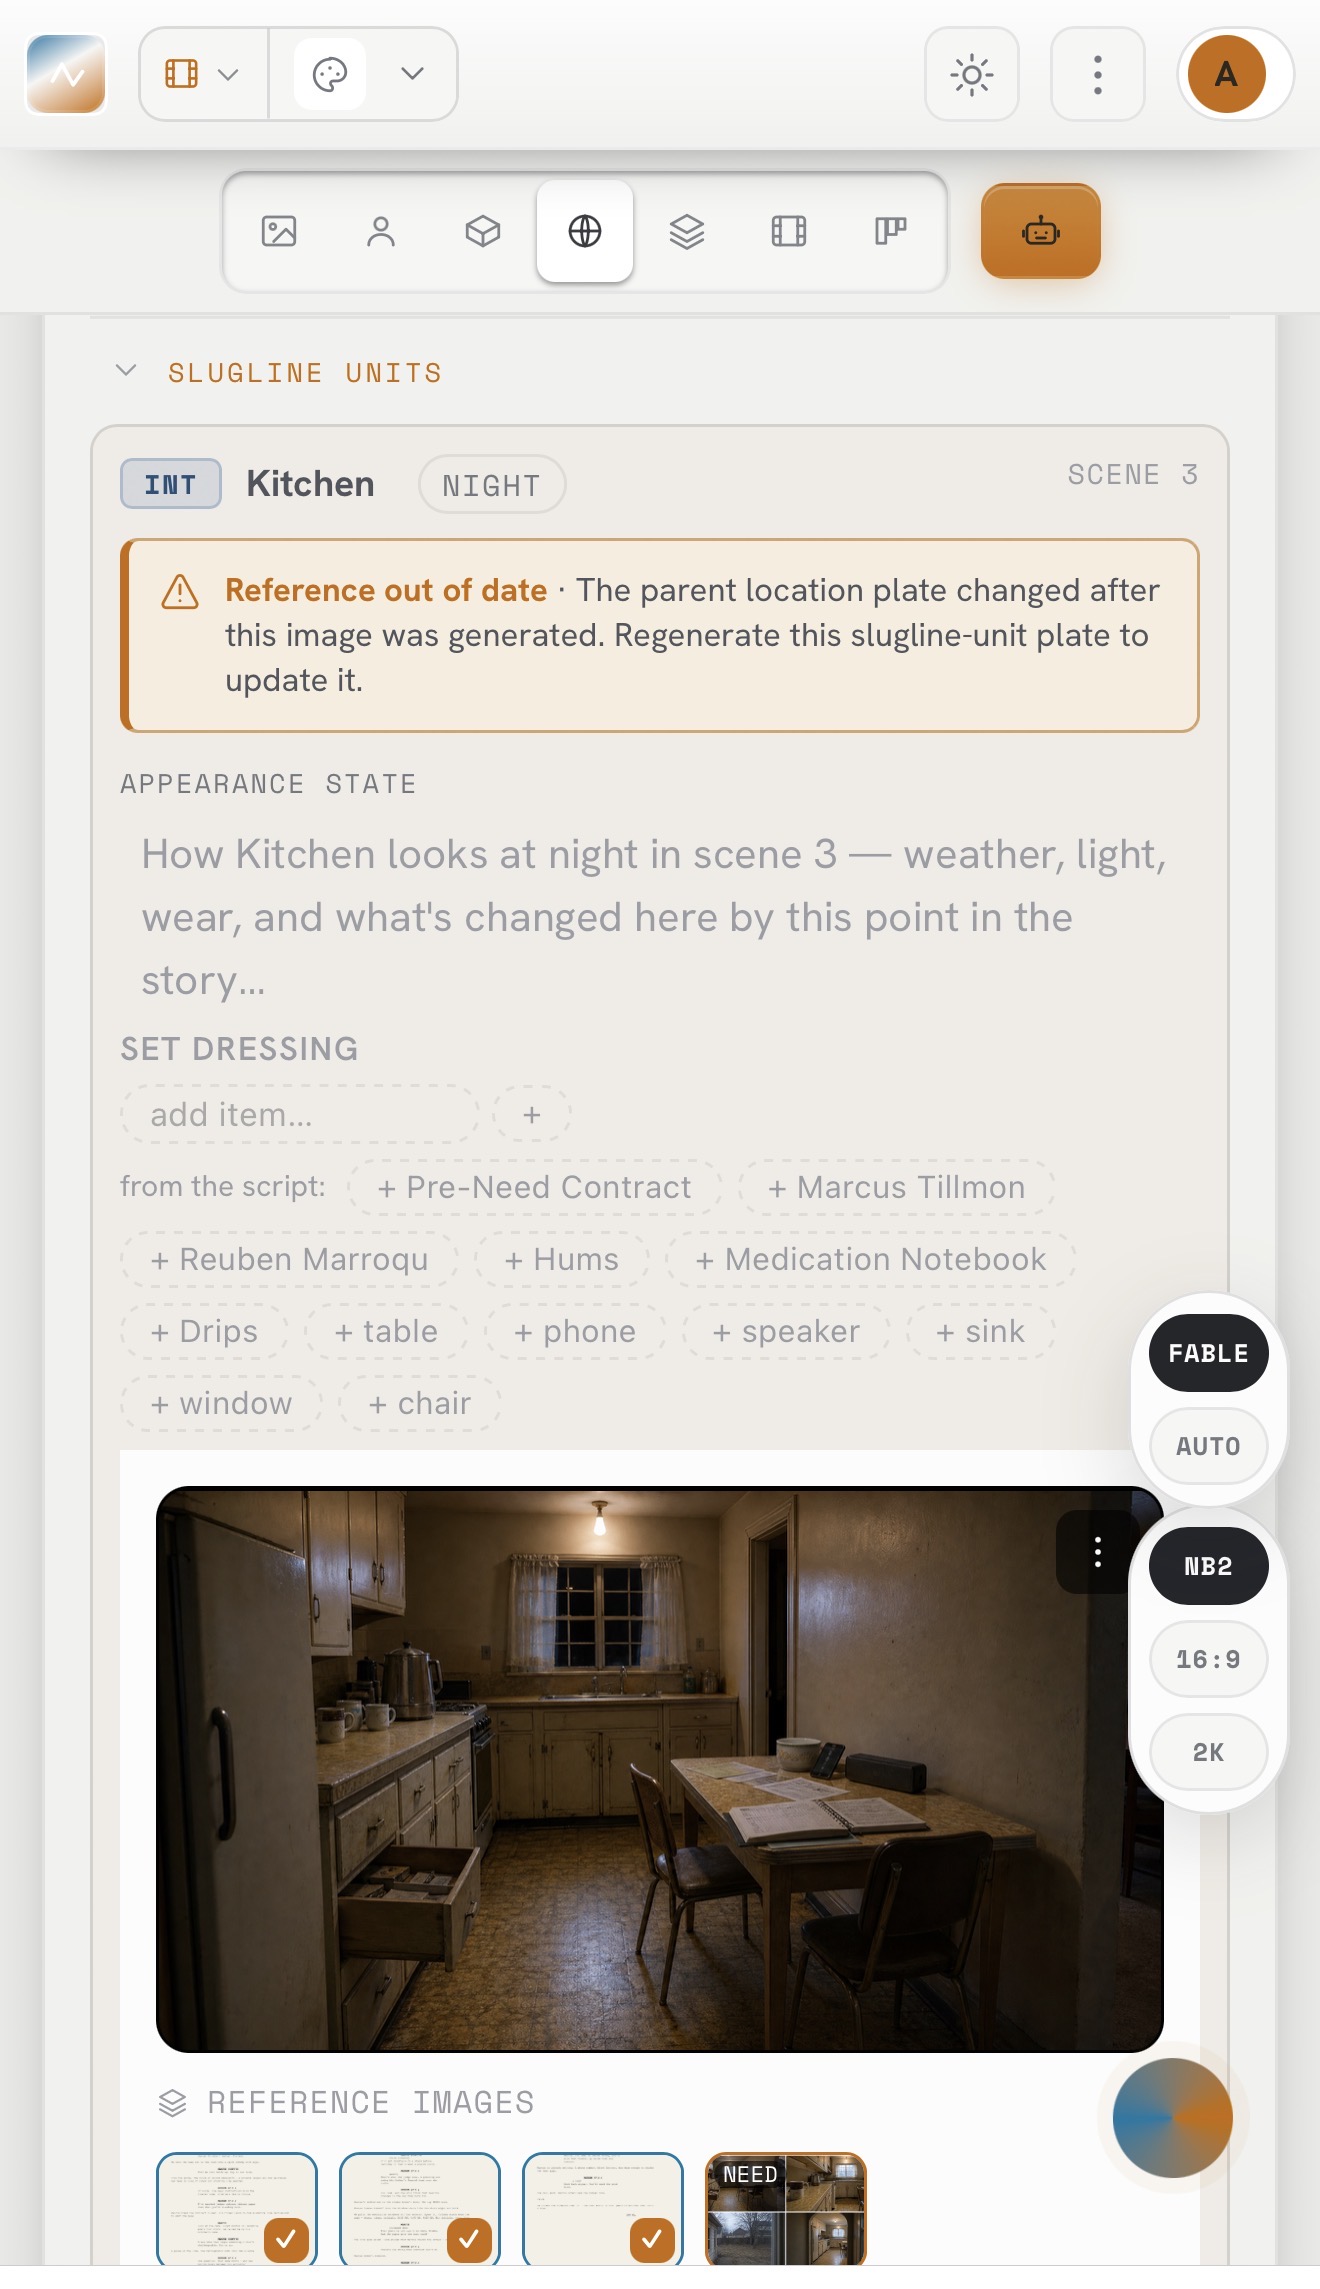 A
SLUGLINE UNITS
INT Kitchen NIGHT SCENE 3
Reference out of date · The parent location plate changed after
this image was generated. Regenerate this slugline-unit plate to
update it.
APPEARANCE STATE
How Kitchen looks at night in scene 3 — weather, light,
wear, and what's changed here by this point in the
story...
SET DRESSING
add item... +
from the script: + Pre-Need Contract + Marcus Tillmon
+ Reuben Marroqu + Hums + Medication Notebook
+ Drips + table + phone + speaker + sink
+ window + chair
FABLE
AUTO
NB2
16:9
2K
REFERENCE IMAGES
NEED